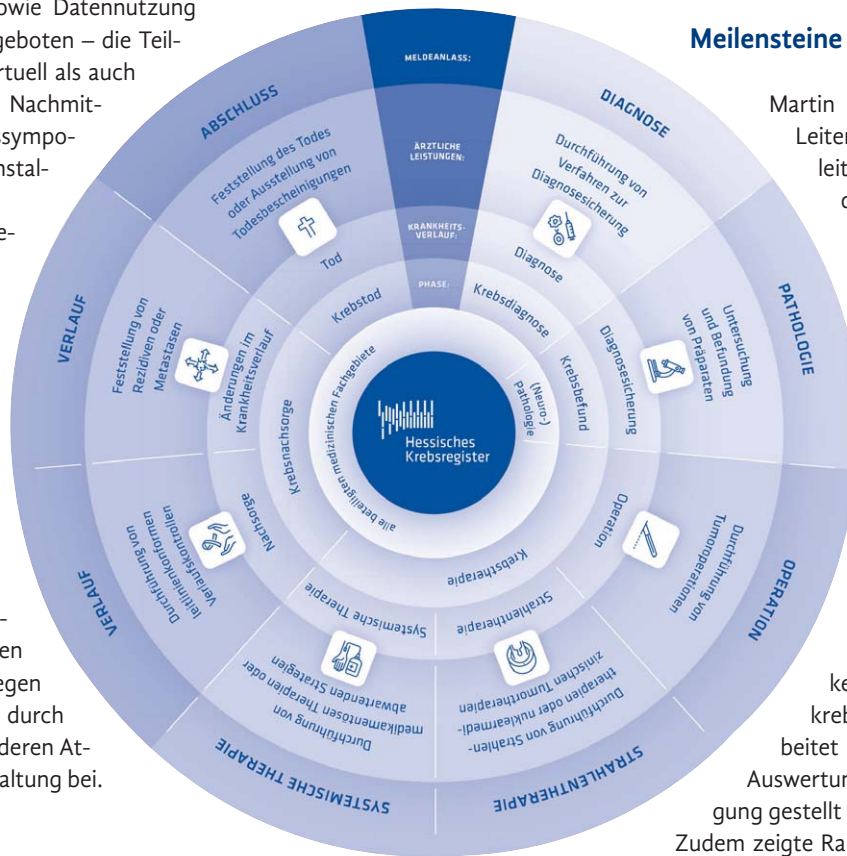 owie Datennutzung
geboten – die Teil-
rtuell als auch
Nachmit-
ssympo-
nstal-
e-
-
en
egen
durch
deren At-
altung bei.
MELDEANLASS:
ÄRZTLICHE
LEISTUNGEN:
KRANKHEITS-
VERLAUF:
PHASE:
DIAGNOSE
Durchführung von
Verfahren zur
Diagnosesicherung
Diagnose
Krebsdiagnose
PATHOLOGIE
Untersuchung
und Befundung
von Präparaten
Diagnosesicherung
Krebsbefund
(Neuro-)
Pathologie
OPERATION
Durchführung von
Tumoroperationen
Operation
Krebstherapie
STRAHLENTHERAPIE
Durchführung von Strahlen-
therapien oder nuklearmedi-
zinischen Tumortherapien
Strahlentherapie
SYSTEMISCHE THERAPIE
Durchführung von
medikamentösen Therapien oder
abwartenden Strategien
Systemische Therapie
VERLAUF
Durchführung von
leitlinienkonformen
Verlaufskontrollen
Nachsorge
Krebsnachsorge
VERLAUF
Feststellung von
Rezidiven oder
Metastasen
Änderungen im
Krankheitsverlauf
ABSCHLUSS
Feststellung des Todes
oder Ausstellung von
Todesbescheinigungen
Tod
Krebstod
alle beteiligten medizinischen Fachgebiete
Hessisches
Krebsregister
Meilensteine
Martin
Leiter
leit
ke
kreb
beitet
Auswertun
gung gestellt
Zudem zeigte Ra